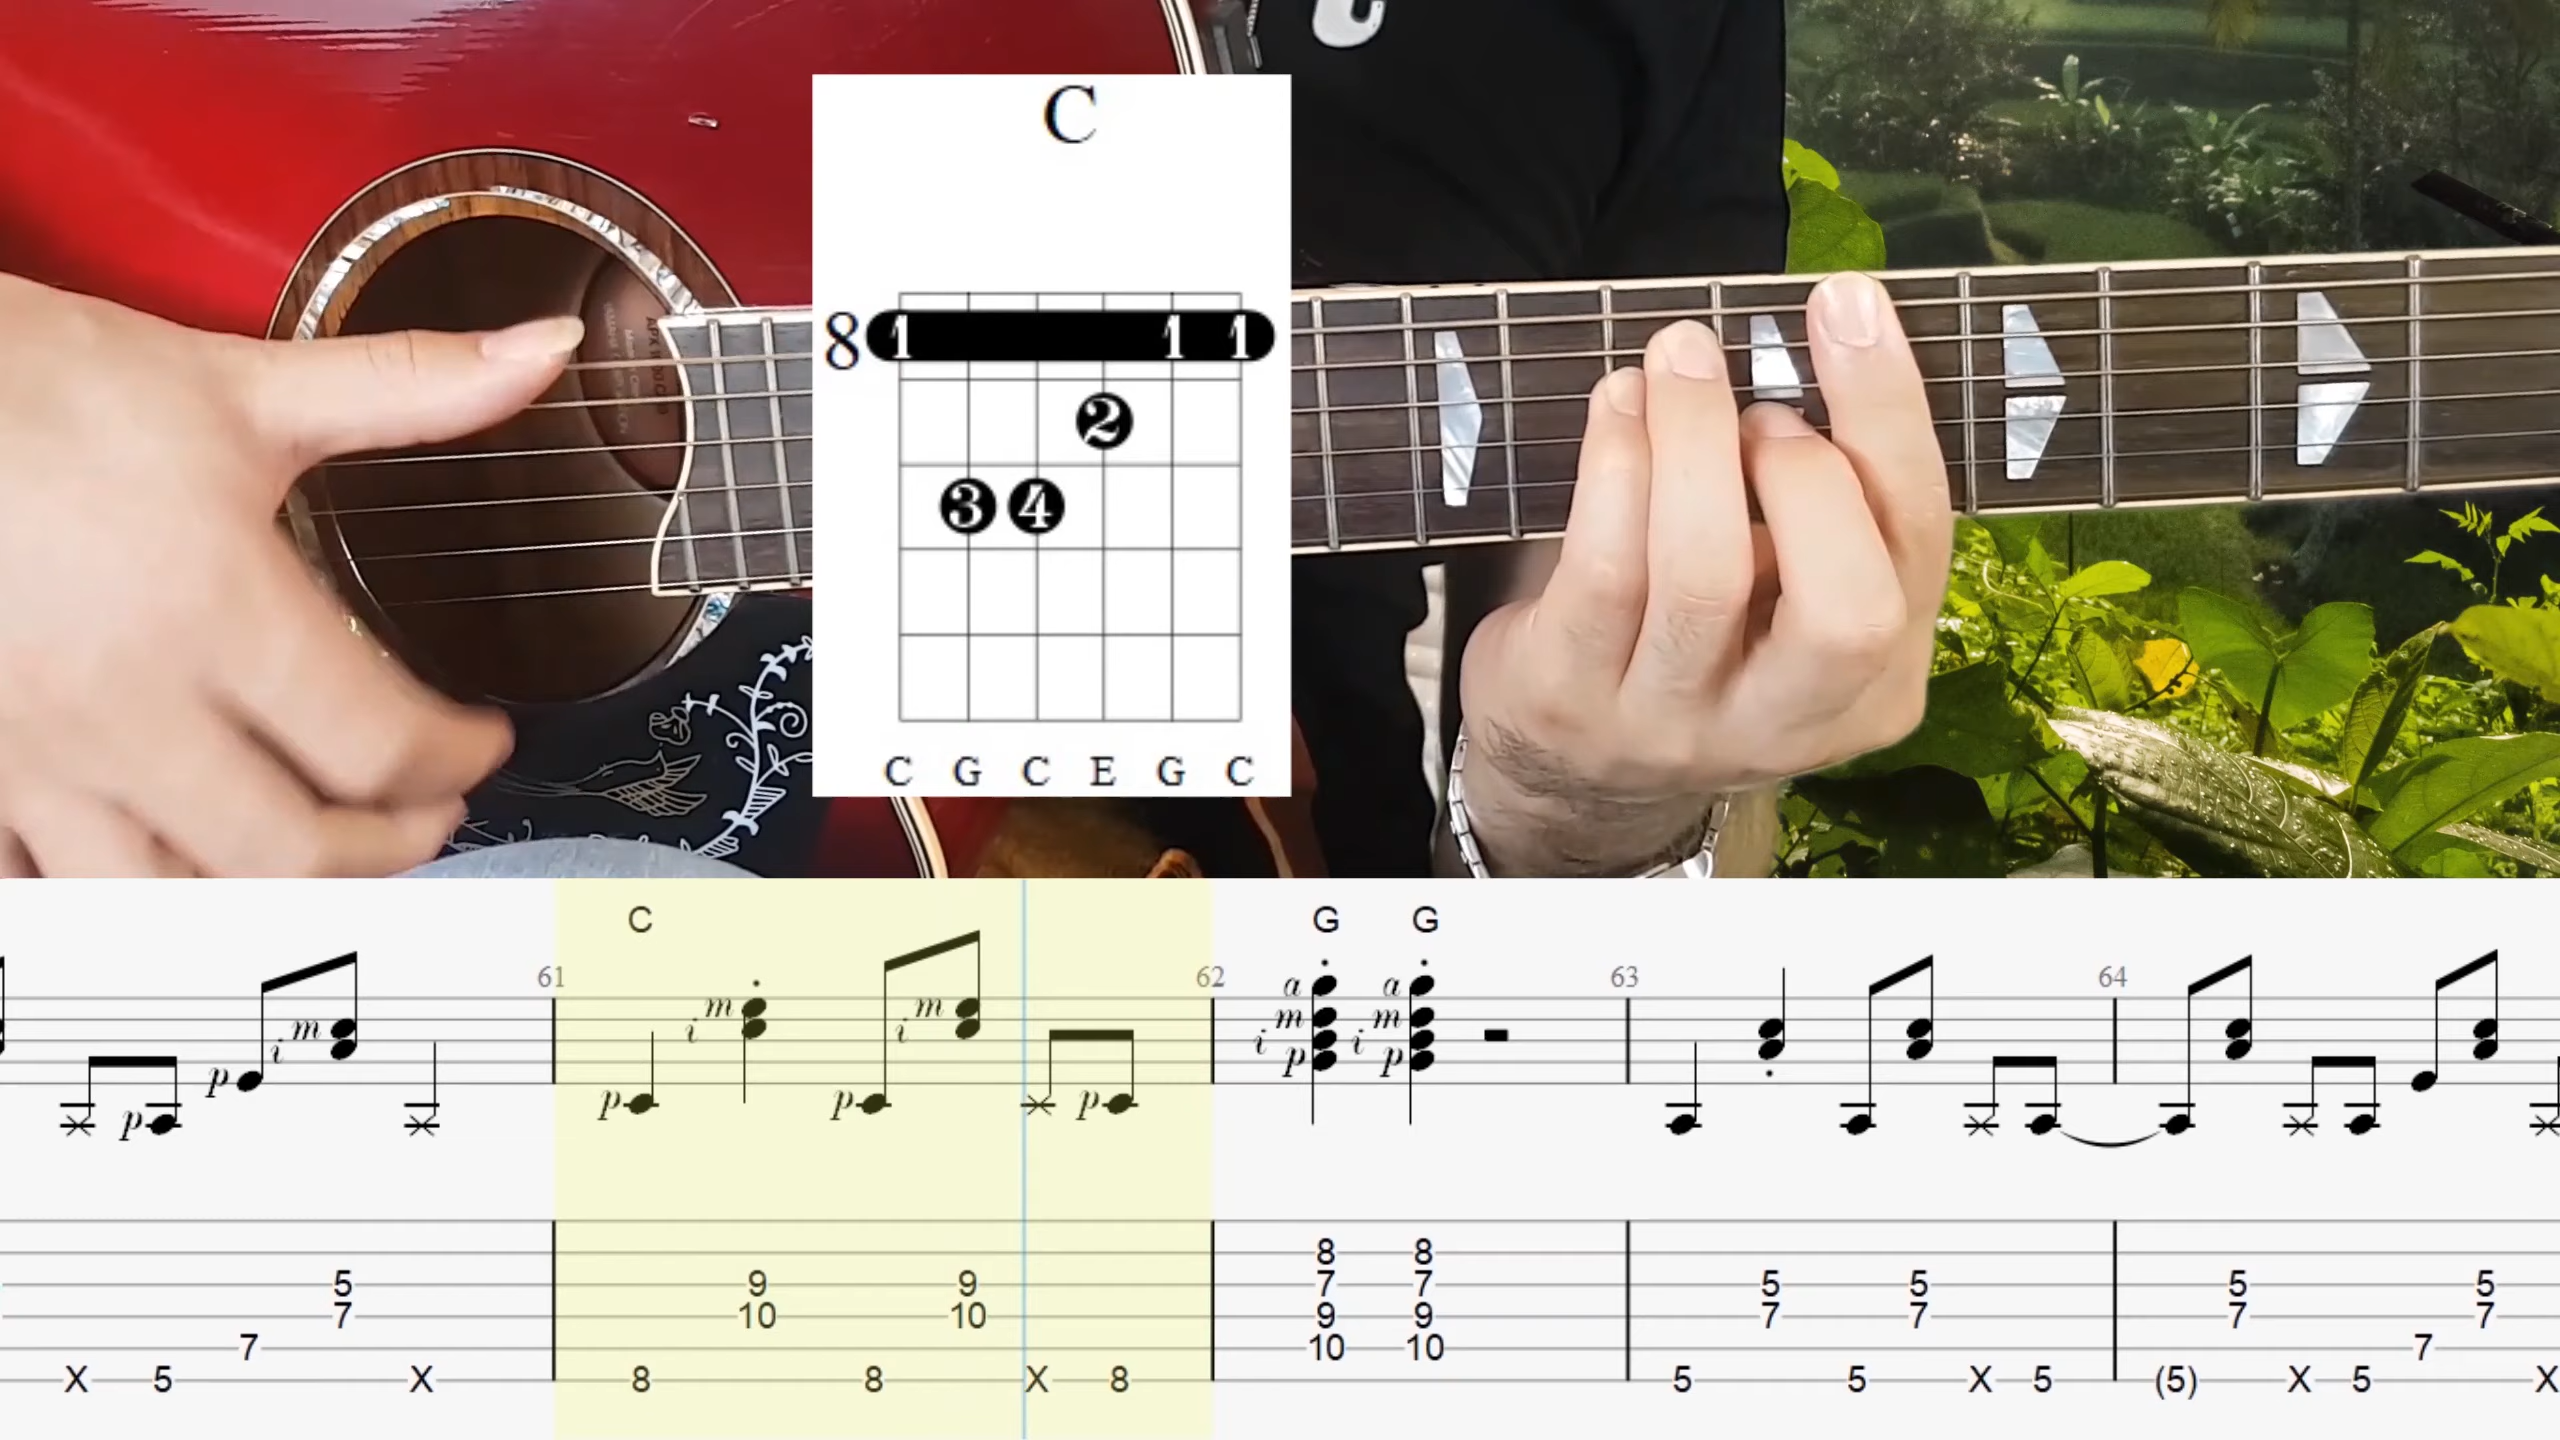 C
8 1 1 1
2
3 4
C G C E G C
C G G
61 62 63 64
a a
m m m m m
i i i i i
p p p p p p p
8 8
5 9 9 7 7 5 5 5 5
7 10 10 9 9 7 7 7 7
7 10 10 7
X 5 X 8 8 X 8 5 5 X 5 (5) X 5 X